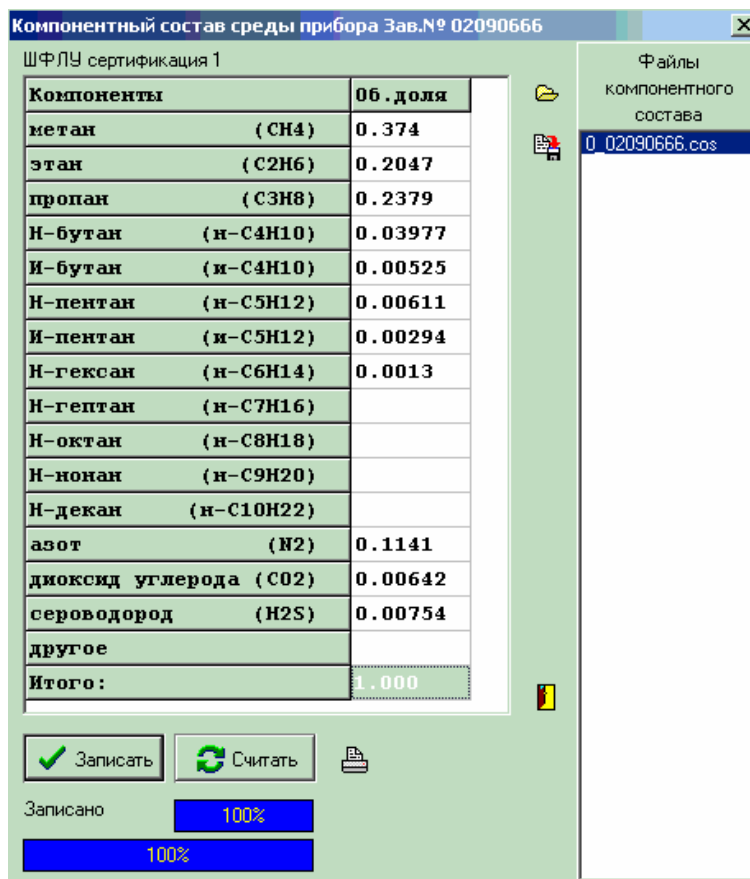 Компонентный состав среды прибора Зав.№ 02090666
ШФЛУ сертификация 1
Компоненты Об.доля
метан (CH4) 0.374
этан (C2H6) 0.2047
пропан (C3H8) 0.2379
Н-бутан (н-C4H10) 0.03977
И-бутан (и-C4H10) 0.00525
Н-пентан (н-C5H12) 0.00611
И-пентан (и-C5H12) 0.00294
Н-гексан (н-C6H14) 0.0013
Н-гептан (н-C7H16)
Н-октан (н-C8H18)
Н-нонан (н-C9H20)
Н-декан (н-C10H22)
азот (N2) 0.1141
диоксид углерода (CO2) 0.00642
сероводород (H2S) 0.00754
другое
Итого: 1.000
Записать Считать
Записано 100%
100%
Файлы
компонентного
состава
0_02090666.cos